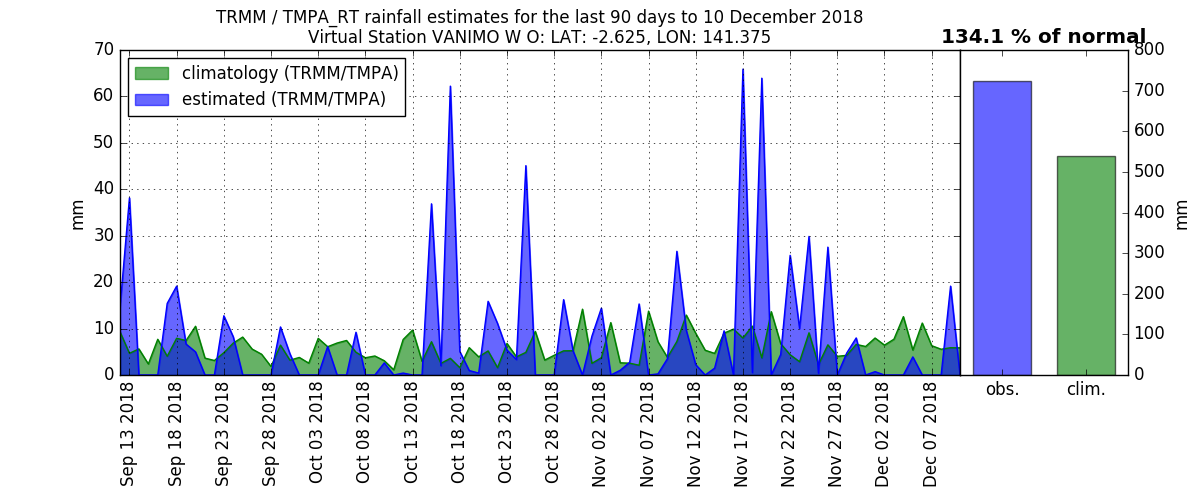 TRMM / TMPA_RT rainfall estimates for the last 90 days to 10 December 2018
Virtual Station VANIMO W O: LAT: -2.625, LON: 141.375
134.1 % of normal
climatology (TRMM/TMPA)
estimated (TRMM/TMPA)
mm
70
60
50
40
30
20
10
0
Sep 13 2018
Sep 18 2018
Sep 23 2018
Sep 28 2018
Oct 03 2018
Oct 08 2018
Oct 13 2018
Oct 18 2018
Oct 23 2018
Oct 28 2018
Nov 02 2018
Nov 07 2018
Nov 12 2018
Nov 17 2018
Nov 22 2018
Nov 27 2018
Dec 02 2018
Dec 07 2018
obs.
clim.
800
700
600
500
400
300
200
100
0
mm